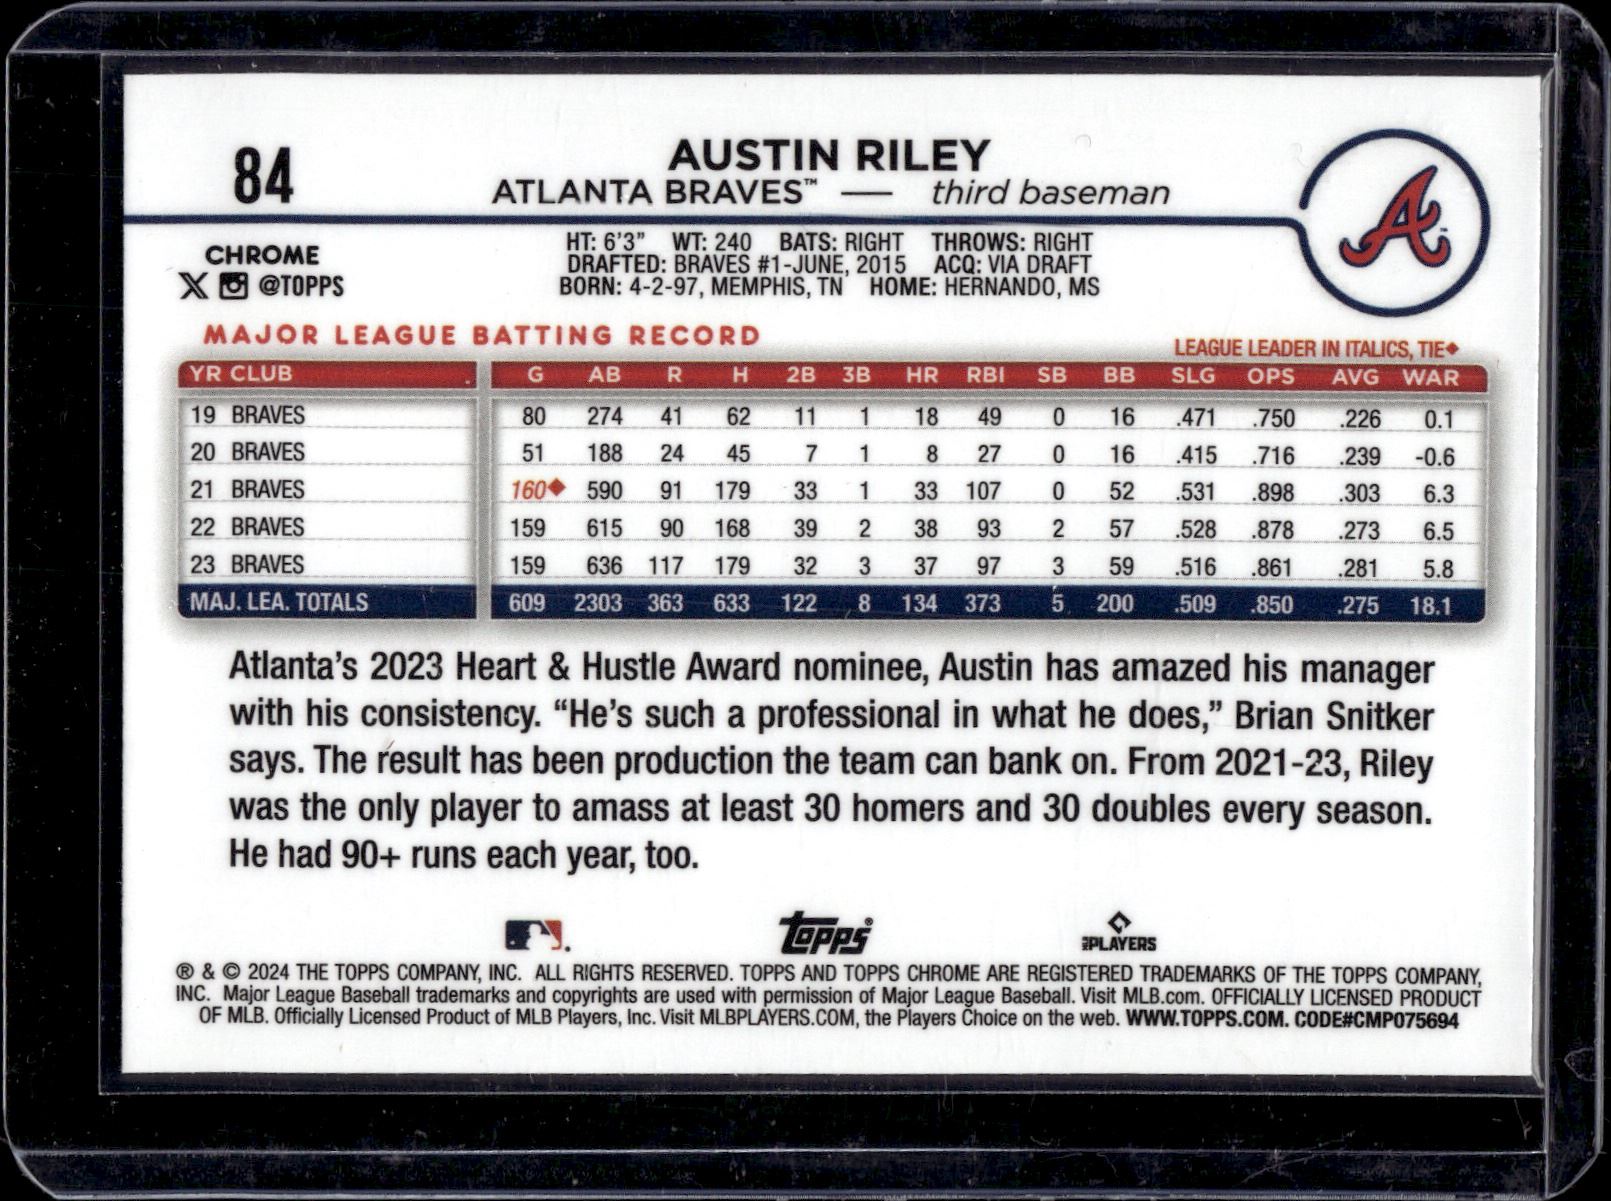 84
AUSTIN RILEY
ATLANTA BRAVES™ — third baseman
CHROME
X @TOPPS
HT: 6'3" WT: 240 BATS: RIGHT THROWS: RIGHT
DRAFTED: BRAVES #1-JUNE, 2015 ACQ: VIA DRAFT
BORN: 4-2-97, MEMPHIS, TN HOME: HERNANDO, MS
A
MAJOR LEAGUE BATTING RECORD
LEAGUE LEADER IN ITALICS, TIE◆
YR CLUB G AB R H 2B 3B HR RBI SB BB SLG OPS AVG WAR
19 BRAVES 80 274 41 62 11 1 18 49 0 16 .471 .750 .226 0.1
20 BRAVES 51 188 24 45 7 1 8 27 0 16 .415 .716 .239 -0.6
21 BRAVES 160◆ 590 91 179 33 1 33 107 0 52 .531 .898 .303 6.3
22 BRAVES 159 615 90 168 39 2 38 93 2 57 .528 .878 .273 6.5
23 BRAVES 159 636 117 179 32 3 37 97 3 59 .516 .861 .281 5.8
MAJ. LEA. TOTALS 609 2303 363 633 122 8 134 373 5 200 .509 .850 .275 18.1
Atlanta's 2023 Heart & Hustle Award nominee, Austin has amazed his manager
with his consistency. “He's such a professional in what he does,” Brian Snitker
says. The result has been production the team can bank on. From 2021-23, Riley
was the only player to amass at least 30 homers and 30 doubles every season.
He had 90+ runs each year, too.
topps® PLAYERS
® & © 2024 THE TOPPS COMPANY, INC. ALL RIGHTS RESERVED. TOPPS AND TOPPS CHROME ARE REGISTERED TRADEMARKS OF THE TOPPS COMPANY,
INC. Major League Baseball trademarks and copyrights are used with permission of Major League Baseball. Visit MLB.com. OFFICIALLY LICENSED PRODUCT
OF MLB. Officially Licensed Product of MLB Players, Inc. Visit MLBPLAYERS.COM, the Players Choice on the web. WWW.TOPPS.COM. CODE#CMP075694